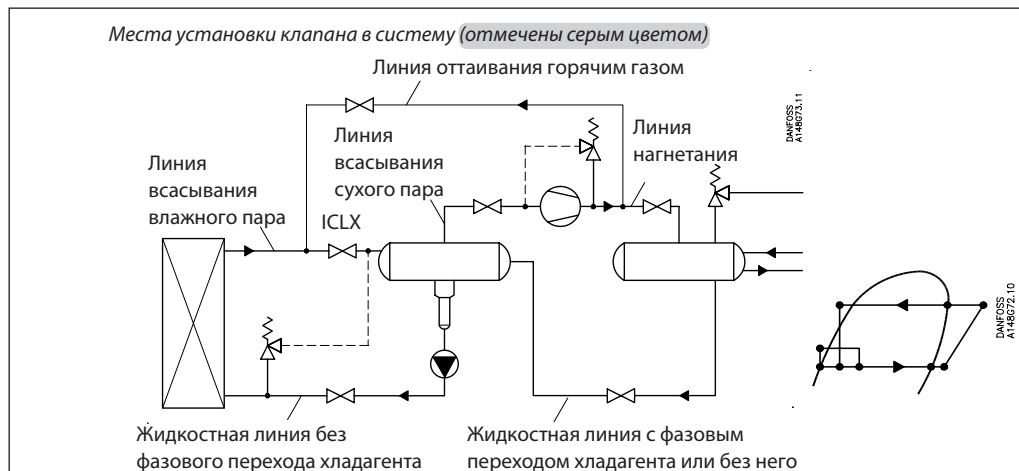 Места установки клапана в систему (отмечены серым цветом)
Линия оттаивания горячим газом
Линия
всасывания
влажного пара
Линия
всасывания
сухого пара
Линия
нагнетания
DANFOSS
A148G73.11
ICLX
DANFOSS
A148G72.10
Жидкостная линия без
фазового перехода хладагента
Жидкостная линия с фазовым
переходом хладагента или без него